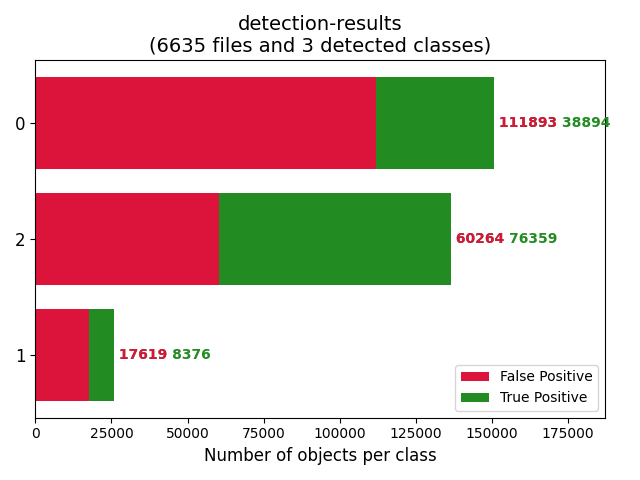 detection-results
(6635 files and 3 detected classes)
0
111893 38894
2
60264 76359
1
17619 8376
False Positive
True Positive
0 25000 50000 75000 100000 125000 150000 175000
Number of objects per class